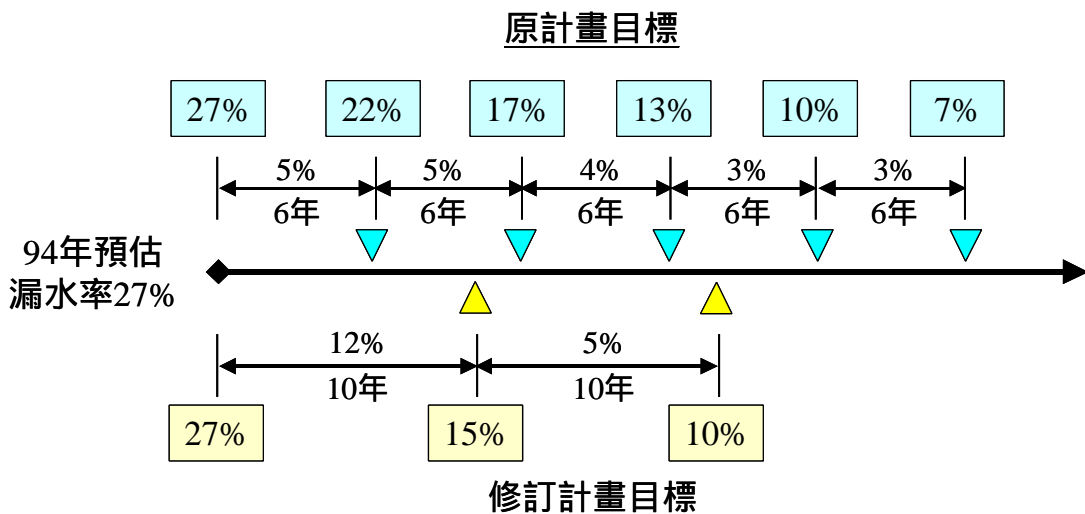 原計畫目標
27% 22% 17% 13% 10% 7%
5% 5% 4% 3% 3%
6年 6年 6年 6年 6年
94年預估
漏水率27%
12% 5%
10年 10年
27% 15% 10%
修訂計畫目標